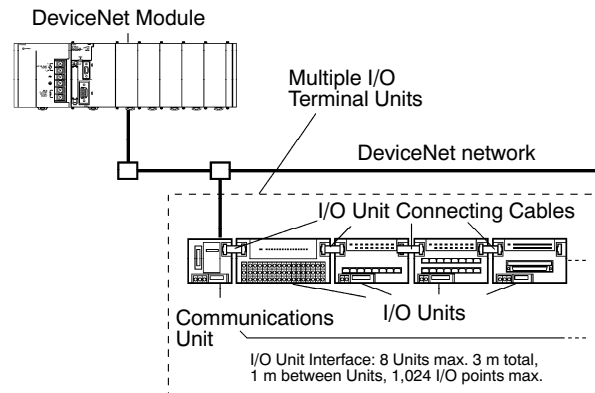 DeviceNet Module
Multiple I/O
Terminal Units
DeviceNet network
I/O Unit Connecting Cables
Communications
Unit
I/O Units
I/O Unit Interface: 8 Units max. 3 m total,
1 m between Units, 1,024 I/O points max.